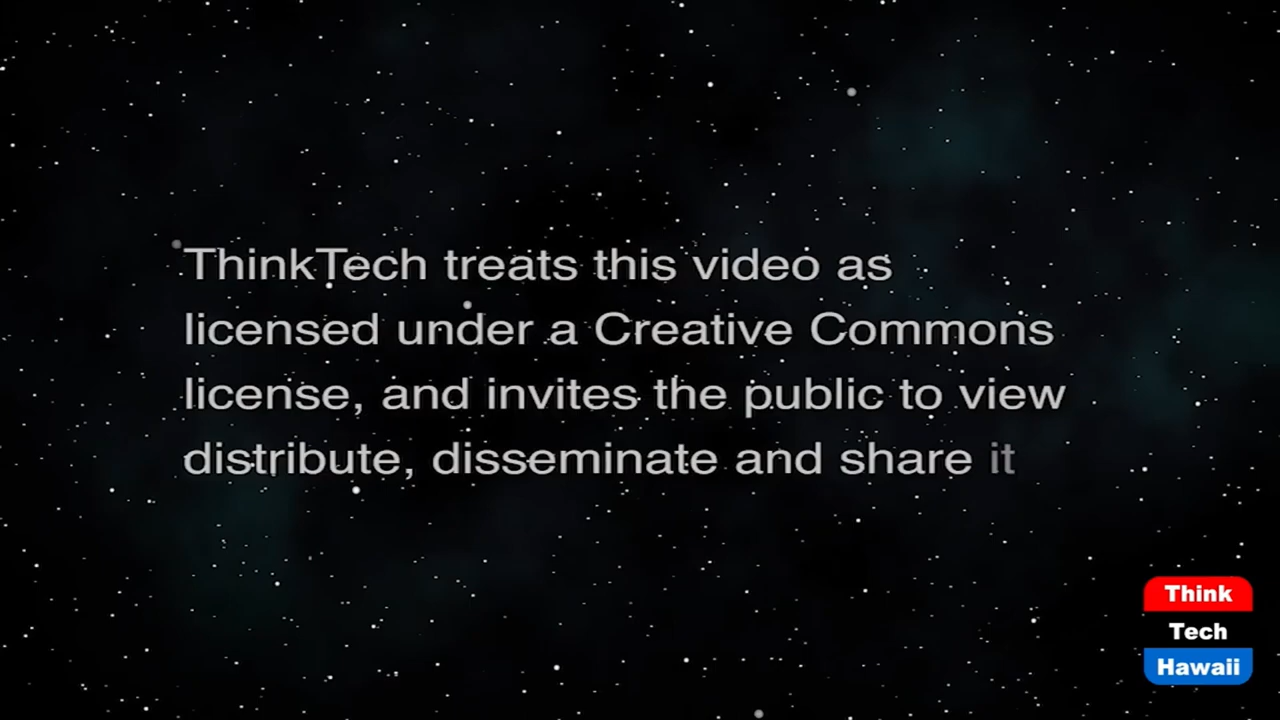 ThinkTech treats this video as
licensed under a Creative Commons
license, and invites the public to view
distribute, disseminate and share it
Think
Tech
Hawaii